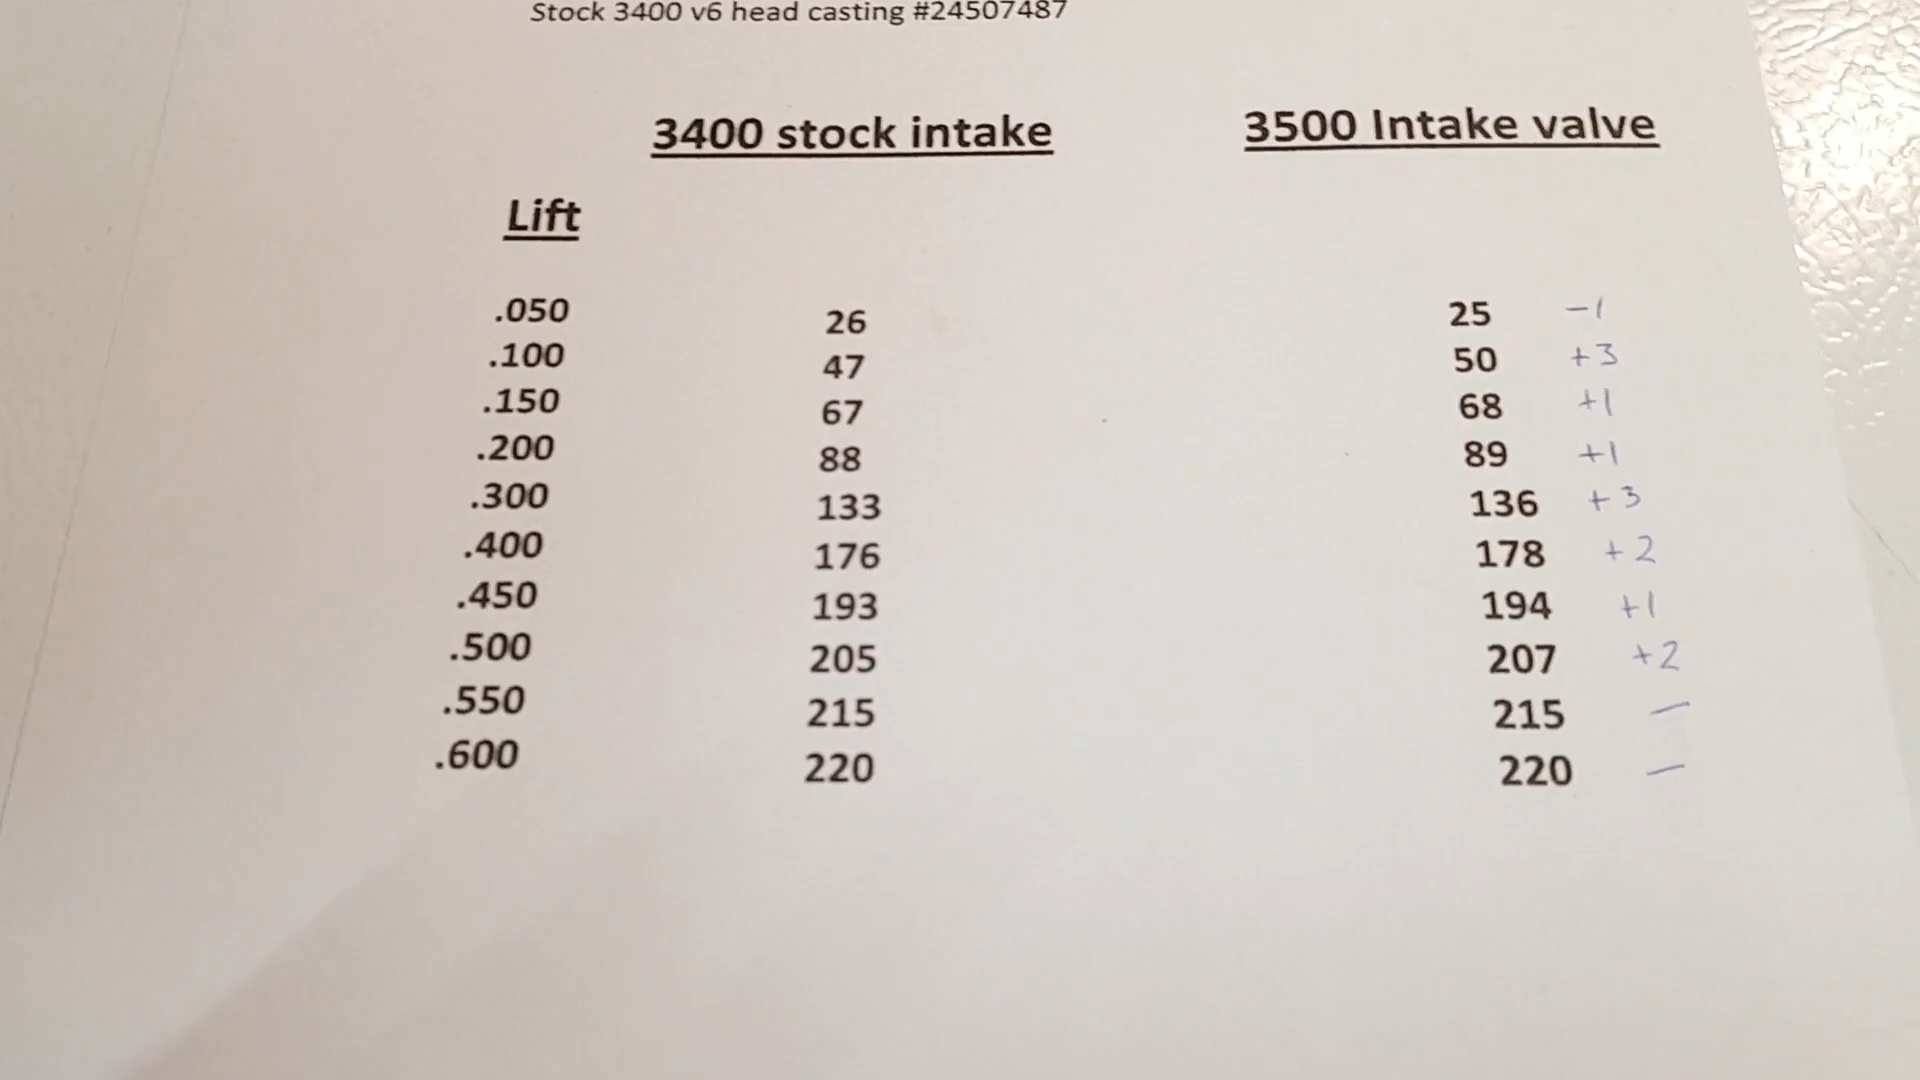 Stock 3400 v6 head casting #24507487
3400 stock intake 3500 Intake valve
Lift
.050 26 25 -1
.100 47 50 +3
.150 67 68 +1
.200 88 89 +1
.300 133 136 +3
.400 176 178 +2
.450 193 194 +1
.500 205 207 +2
.550 215 215 —
.600 220 220 —